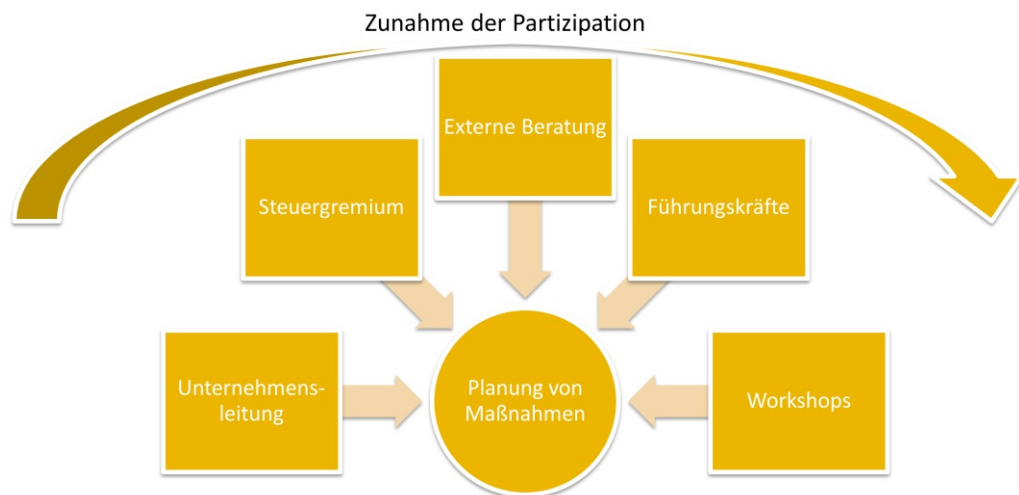 Zunahme der Partizipation
Externe Beratung
Steuergremium
Führungskräfte
Unternehmens-
leitung
Planung von
Maßnahmen
Workshops